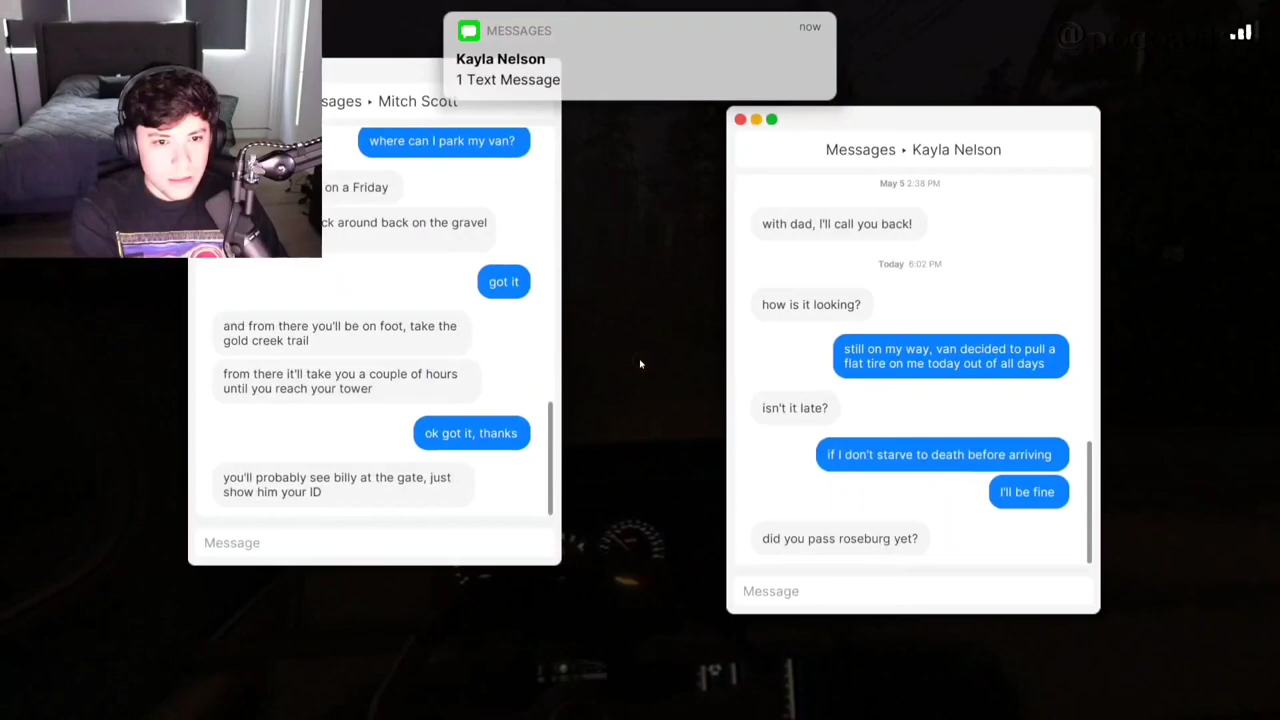 MESSAGES
now
Kayla Nelson
1 Text Message
sages ▸ Mitch Scott
where can I park my van?
on a Friday
ck around back on the gravel
got it
and from there you'll be on foot, take the
gold creek trail
from there it'll take you a couple of hours
until you reach your tower
ok got it, thanks
you'll probably see billy at the gate, just
show him your ID
Message
Messages ▸ Kayla Nelson
May 5 2:38 PM
with dad, I'll call you back!
Today 6:02 PM
how is it looking?
still on my way, van decided to pull a
flat tire on me today out of all days
isn't it late?
if I don't starve to death before arriving
I'll be fine
did you pass roseburg yet?
Message